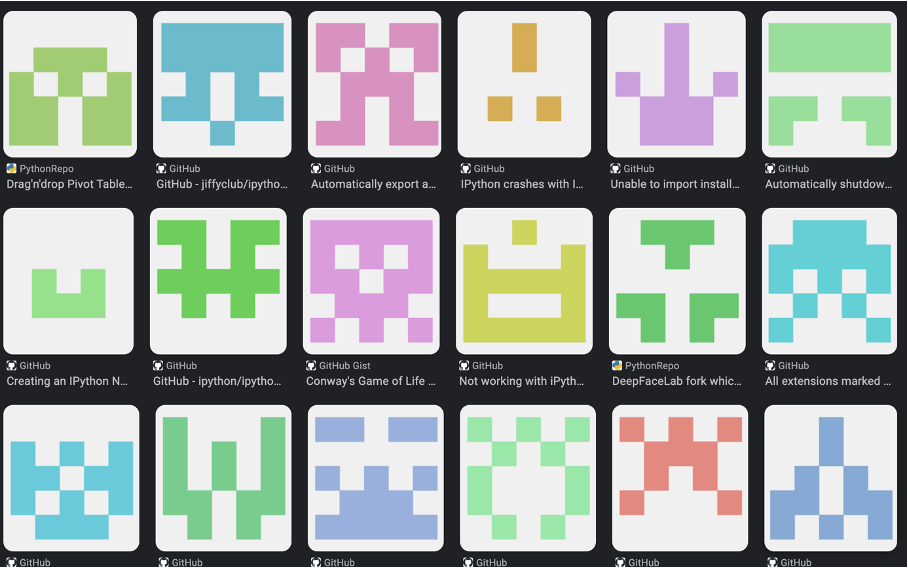 PythonRepo
Drag'n'drop Pivot Table...
GitHub
GitHub - jiffyclub/ipytho...
GitHub
Automatically export a...
GitHub
IPython crashes with I...
GitHub
Unable to import install...
GitHub
Automatically shutdow...
GitHub
Creating an IPython N...
GitHub
GitHub - ipython/ipytho...
GitHub Gist
Conway's Game of Life ...
GitHub
Not working with iPyth...
PythonRepo
DeepFaceLab fork whic...
GitHub
All extensions marked ...
GitHub
GitHub
GitHub
GitHub
GitHub
GitHub